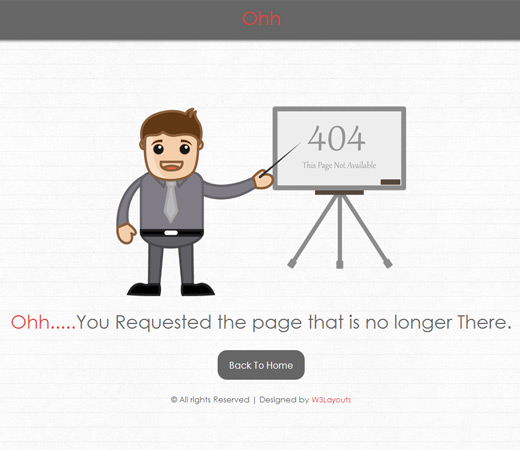 Ohh
404
This Page Not Available
Ohh.....You Requested the page that is no longer There.
Back To Home
© All rights Reserved | Designed by W3Layouts